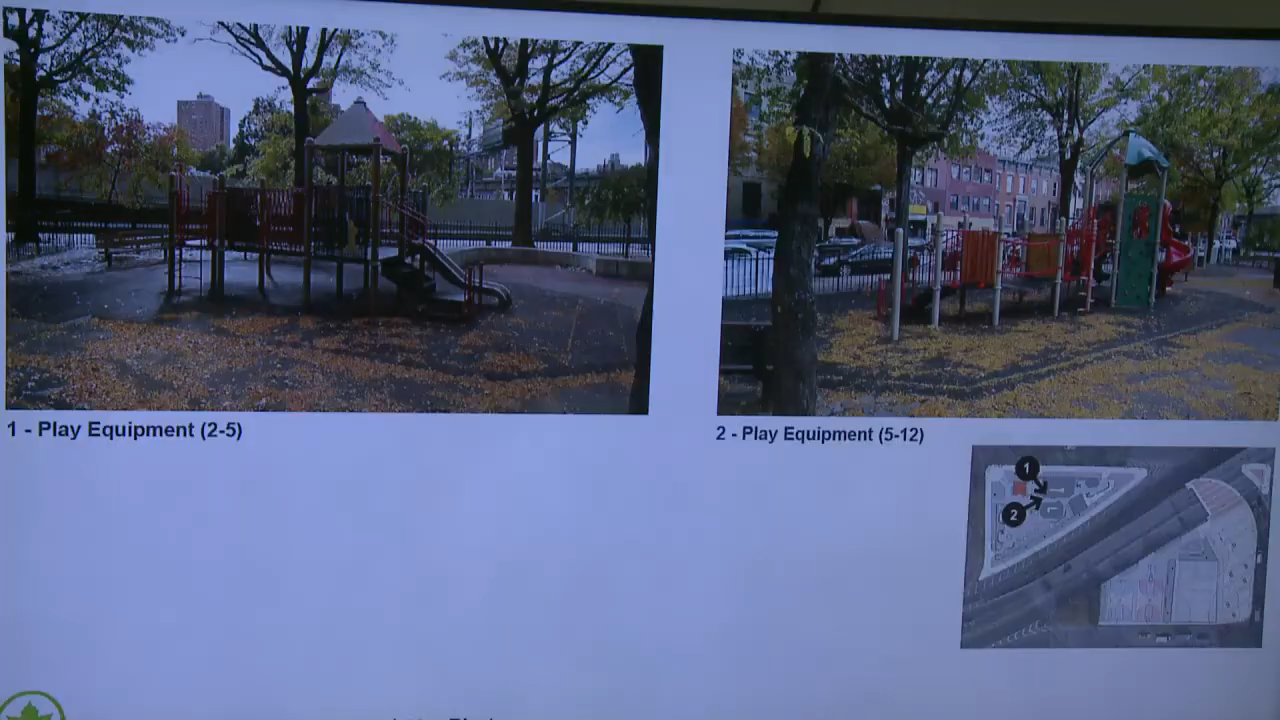 1 - Play Equipment (2-5)
2 - Play Equipment (5-12)
1
2